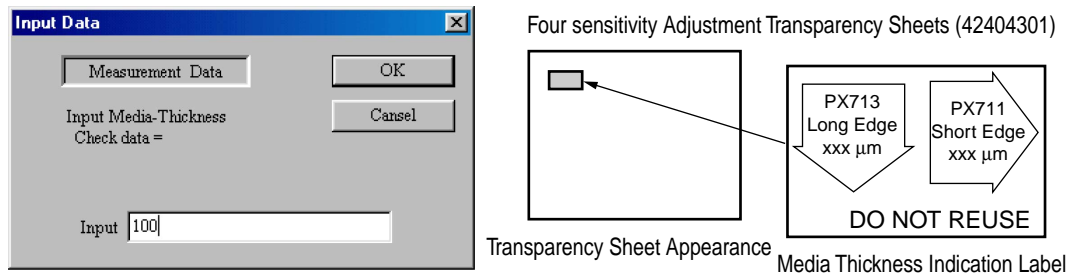 Input Data
Measurement Data
OK
Input Media-Thickness
Check data =
Cansel
Input 100
Four sensitivity Adjustment Transparency Sheets (42404301)
PX713
Long Edge
xxx μm
PX711
Short Edge
xxx μm
DO NOT REUSE
Transparency Sheet Appearance
Media Thickness Indication Label